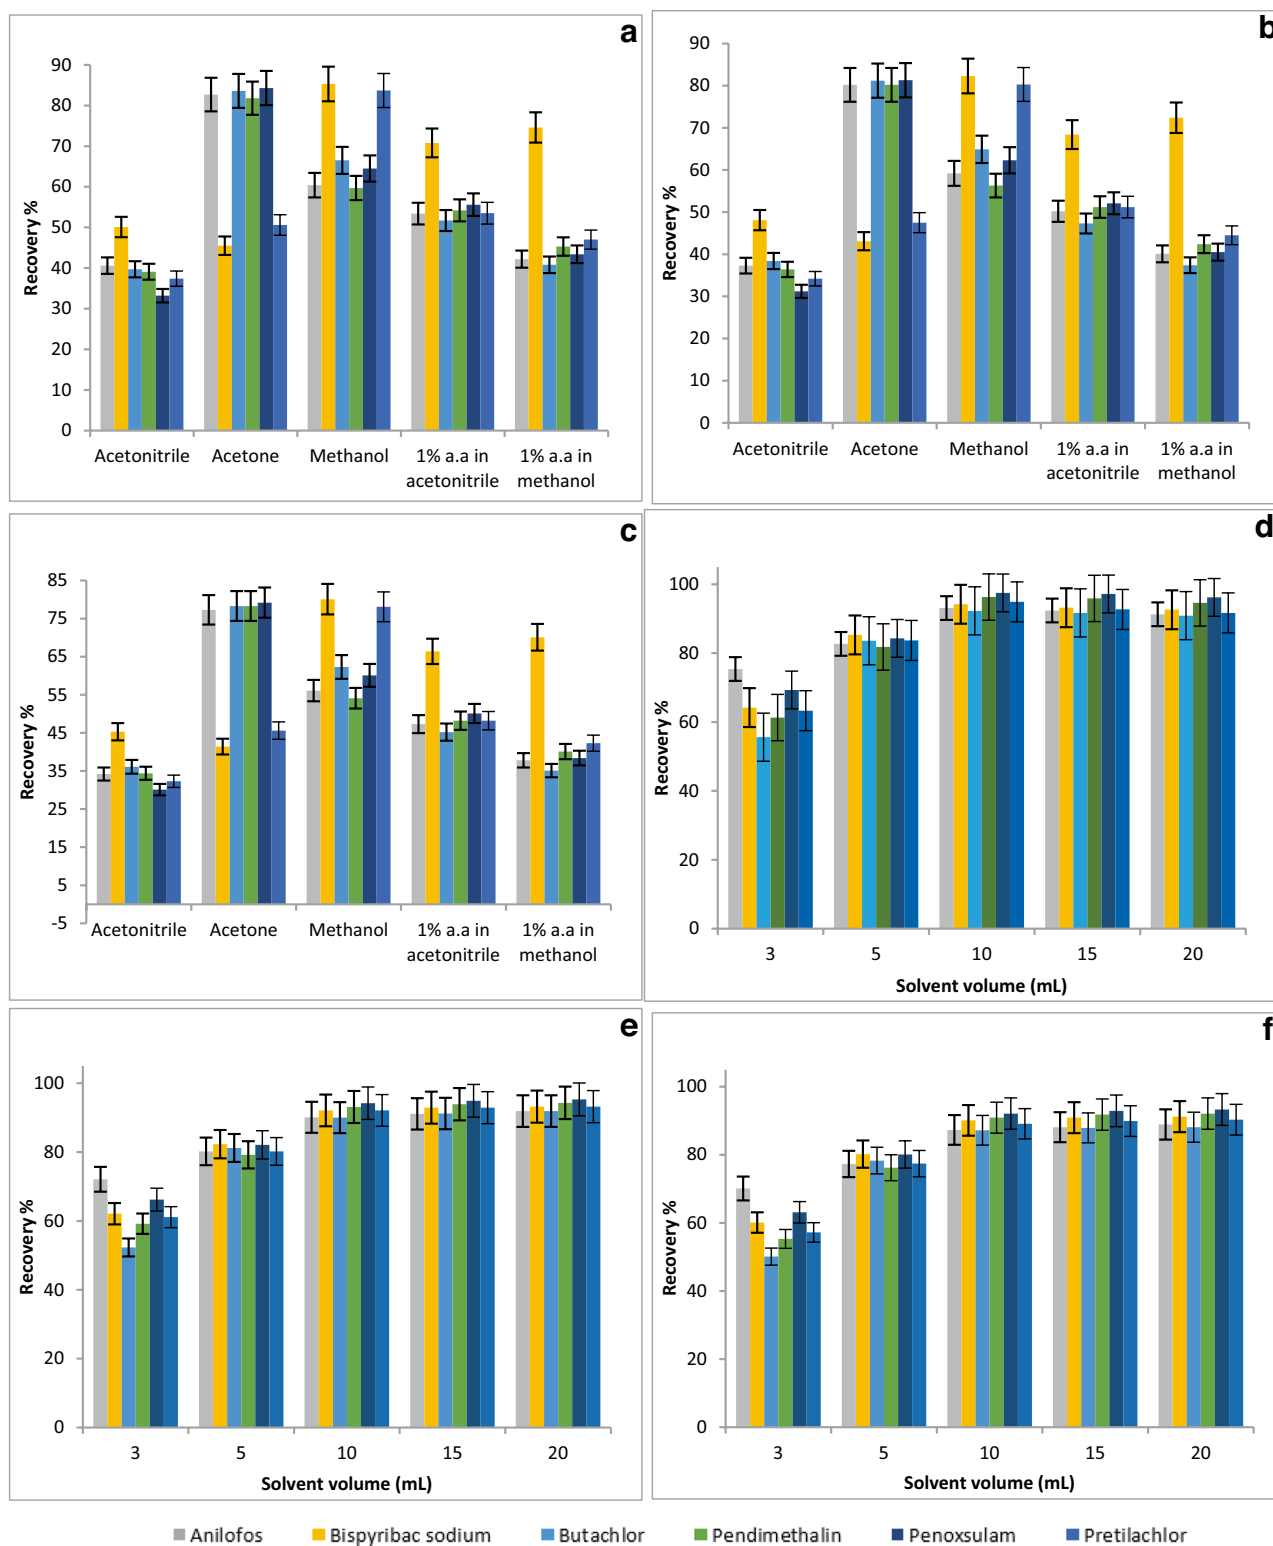 a
90
80
70
60
50
40
30
20
10
0
Recovery %
Acetonitrile Acetone Methanol 1% a.a in acetonitrile 1% a.a in methanol
b
90
80
70
60
50
40
30
20
10
0
Recovery %
Acetonitrile Acetone Methanol 1% a.a in acetonitrile 1% a.a in methanol
c
85
75
65
55
45
35
25
15
5
-5
Recovery %
Acetonitrile Acetone Methanol 1% a.a in acetonitrile 1% a.a in methanol
d
100
80
60
40
20
0
Recovery %
3 5 10 15 20
Solvent volume (mL)
e
100
80
60
40
20
0
Recovery %
3 5 10 15 20
Solvent volume (mL)
f
100
80
60
40
20
0
Recovery %
3 5 10 15 20
Solvent volume (mL)
Anilofos Bispyribac sodium Butachlor Pendimethalin Penoxsulam Pretilachlor